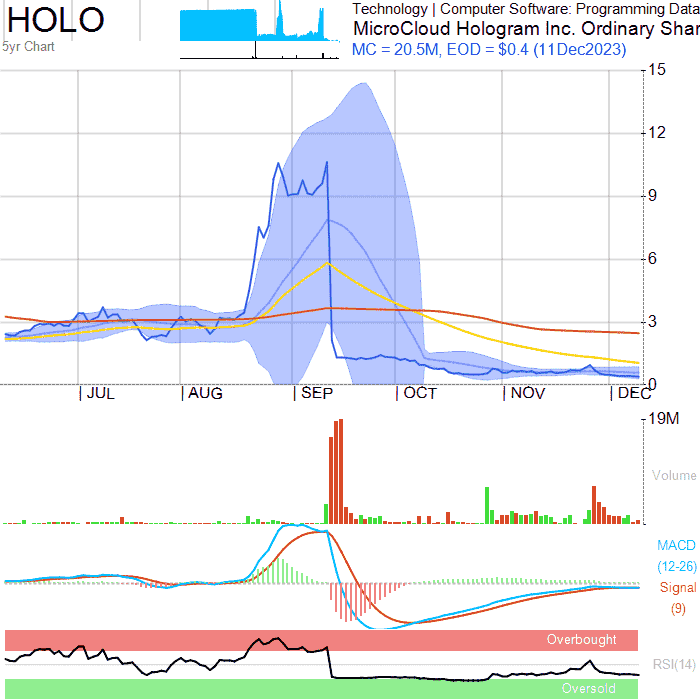 HOLO
5yr Chart
Technology | Computer Software: Programming Data
MicroCloud Hologram Inc. Ordinary Shar
MC = 20.5M, EOD = $0.4 (11Dec2023)
15
12
9
6
3
0
JUL AUG SEP OCT NOV DEC
19M
Volume
MACD
(12-26)
Signal
(9)
Overbought
RSI(14)
Oversold